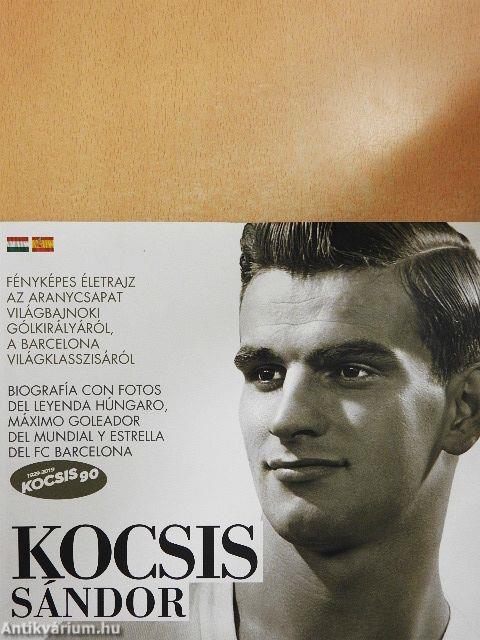 FÉNYKÉPES ÉLETRAJZ
AZ ARANYCSAPAT
VILÁGBAJNOKI
GÓLKIRÁLYÁRÓL,
A BARCELONA
VILÁGKLASSZISÁRÓL
BIOGRAFÍA CON FOTOS
DEL LEYENDA HÚNGARO,
MÁXIMO GOLEADOR
DEL MUNDIAL Y ESTRELLA
DEL FC BARCELONA
1929-2019
KOCSIS 90
KOCSIS
SÁNDOR
Antikvárium.hu